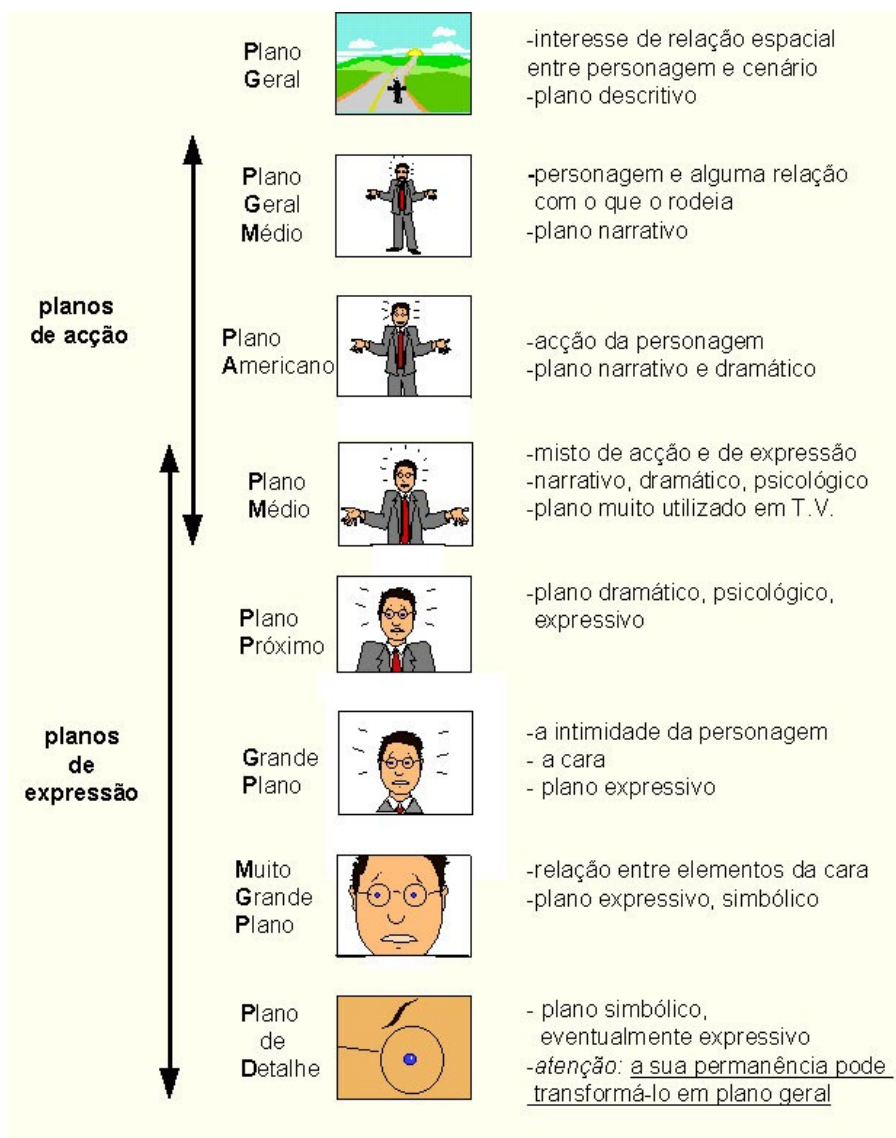 Plano
Geral
-interesse de relação espacial
entre personagem e cenário
-plano descritivo
Plano
Geral
Médio
-personagem e alguma relação
com o que o rodeia
-plano narrativo
planos
de acção
Plano
Americano
-acção da personagem
-plano narrativo e dramático
Plano
Médio
-misto de acção e de expressão
-narrativo, dramático, psicológico
-plano muito utilizado em T.V.
Plano
Próximo
-plano dramático, psicológico,
expressivo
planos
de
expressão
Grande
Plano
-a intimidade da personagem
- a cara
- plano expressivo
Muito
Grande
Plano
-relação entre elementos da cara
-plano expressivo, simbólico
Plano
de
Detalhe
- plano simbólico,
eventualmente expressivo
-atenção: a sua permanência pode
transformá-lo em plano geral